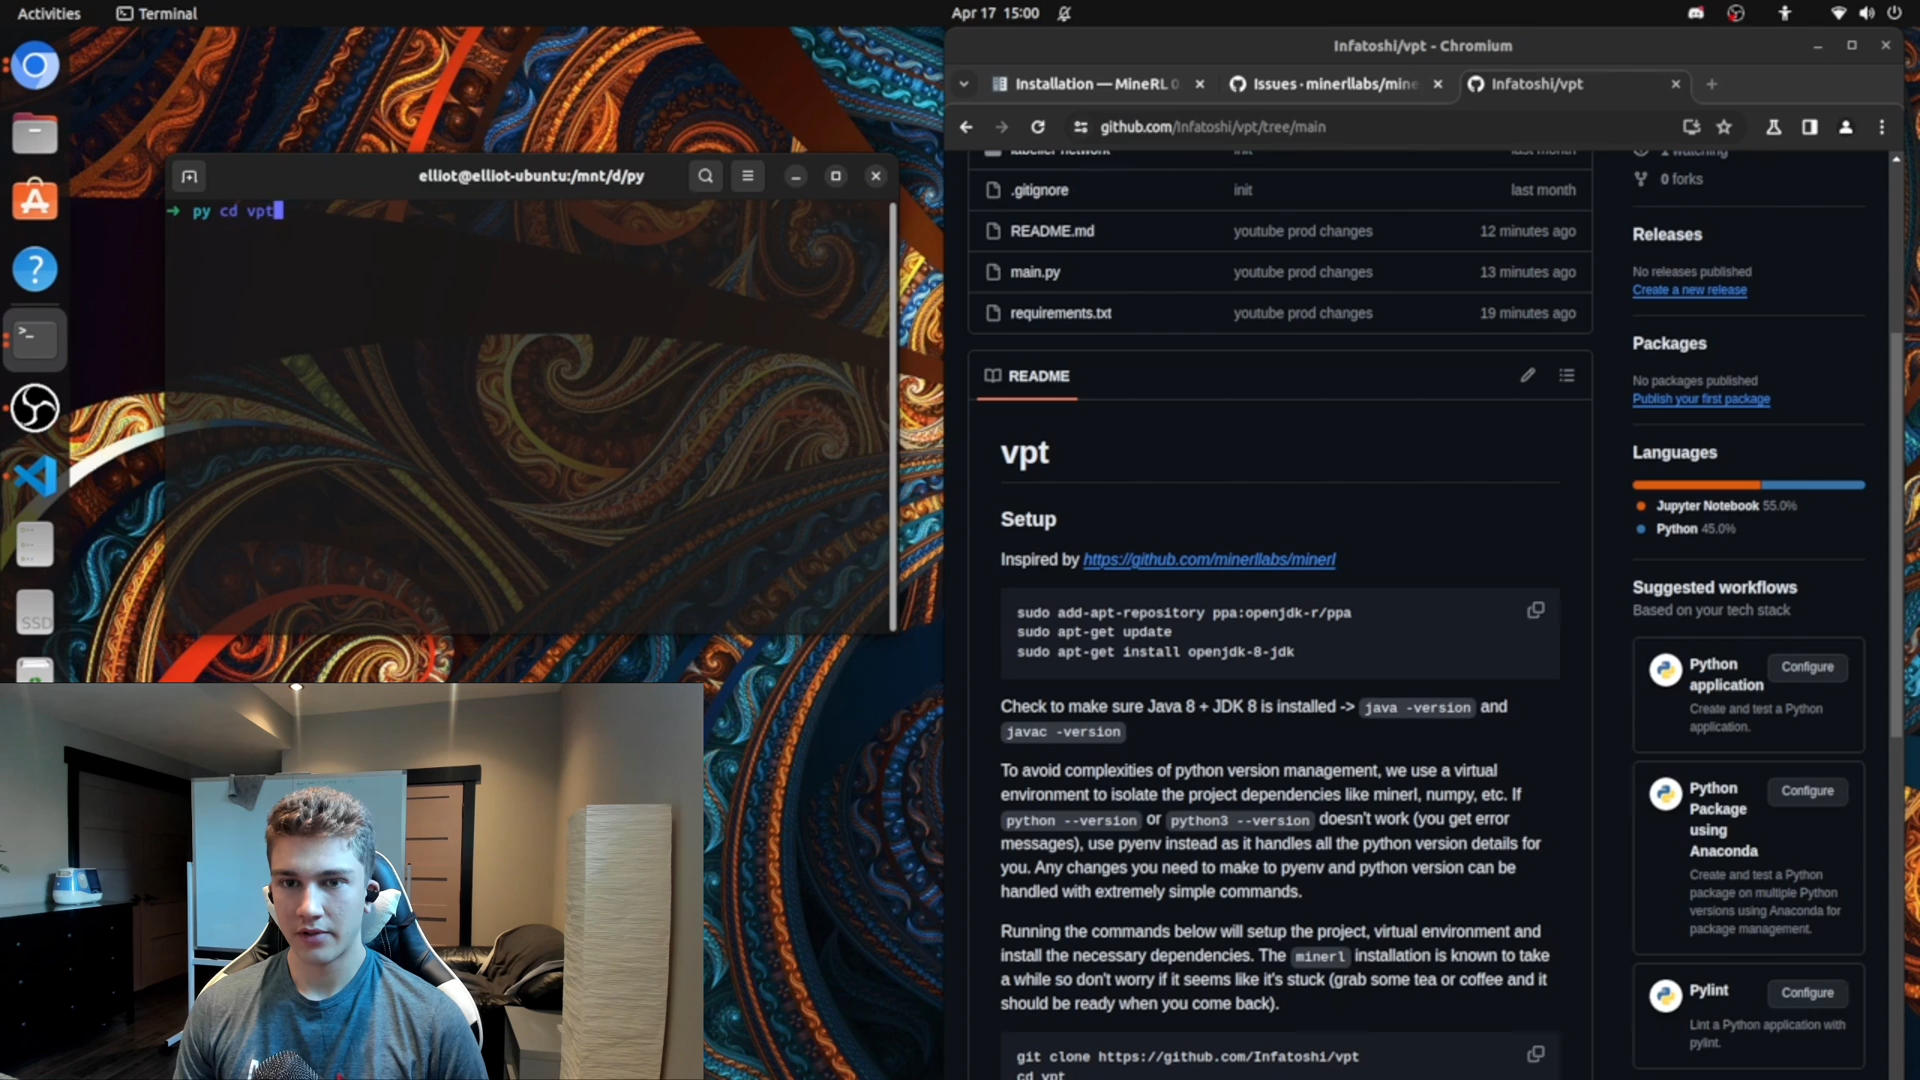 Activities
Terminal
Apr 17 15:00
elliot@elliot-ubuntu:/mnt/d/py
➜ py cd vpt
SSD
Infatoshi/vpt - Chromium
Installation — MineRL 0
Issues · minerllabs/mine
Infatoshi/vpt
github.com/Infatoshi/vpt/tree/main
labeller network init last month
.gitignore init last month
README.md youtube prod changes 12 minutes ago
main.py youtube prod changes 13 minutes ago
requirements.txt youtube prod changes 19 minutes ago
README
vpt
Setup
Inspired by https://github.com/minerllabs/minerl
sudo add-apt-repository ppa:openjdk-r/ppa
sudo apt-get update
sudo apt-get install openjdk-8-jdk
Check to make sure Java 8 + JDK 8 is installed -> java -version and
javac -version
To avoid complexities of python version management, we use a virtual
environment to isolate the project dependencies like minerl, numpy, etc. If
python --version or python3 --version doesn't work (you get error
messages), use pyenv instead as it handles all the python version details for
you. Any changes you need to make to pyenv and python version can be
handled with extremely simple commands.
Running the commands below will setup the project, virtual environment and
install the necessary dependencies. The minerl installation is known to take
a while so don't worry if it seems like it's stuck (grab some tea or coffee and it
should be ready when you come back).
git clone https://github.com/Infatoshi/vpt
cd vpt
1 watching
0 forks
Releases
No releases published
Create a new release
Packages
No packages published
Publish your first package
Languages
Jupyter Notebook 55.0%
Python 45.0%
Suggested workflows
Based on your tech stack
Python
application
Configure
Create and test a Python
application.
Python
Package
using
Anaconda
Configure
Create and test a Python
package on multiple Python
versions using Anaconda for
package management.
Pylint
Configure
Lint a Python application with
pylint.